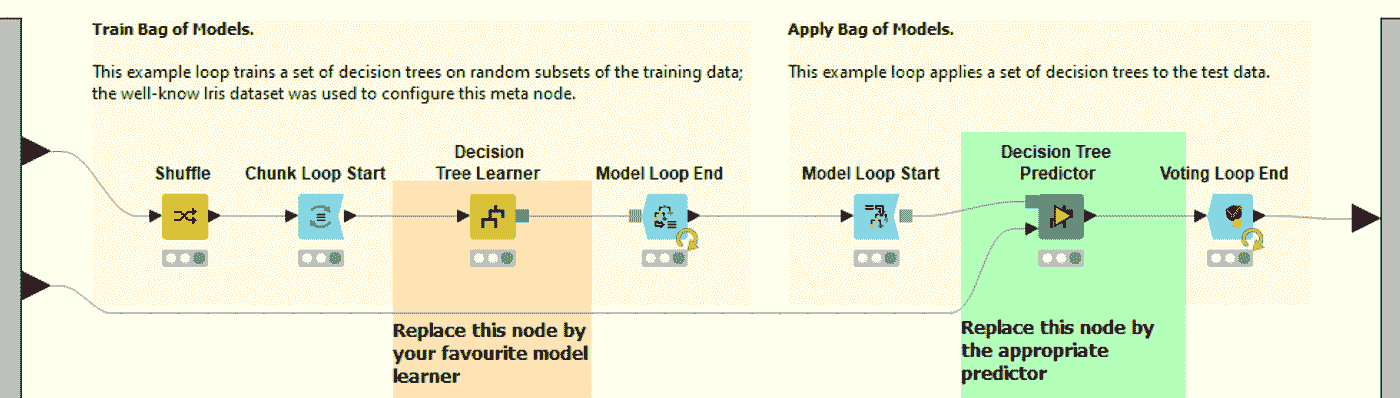 Train Bag of Models.
This example loop trains a set of decision trees on random subsets of the training data;
the well-know Iris dataset was used to configure this meta node.
Shuffle
Chunk Loop Start
Decision
Tree Learner
Model Loop End
Replace this node by
your favourite model
learner
Apply Bag of Models.
This example loop applies a set of decision trees to the test data.
Model Loop Start
Decision Tree
Predictor
Voting Loop End
Replace this node by
the appropriate
predictor